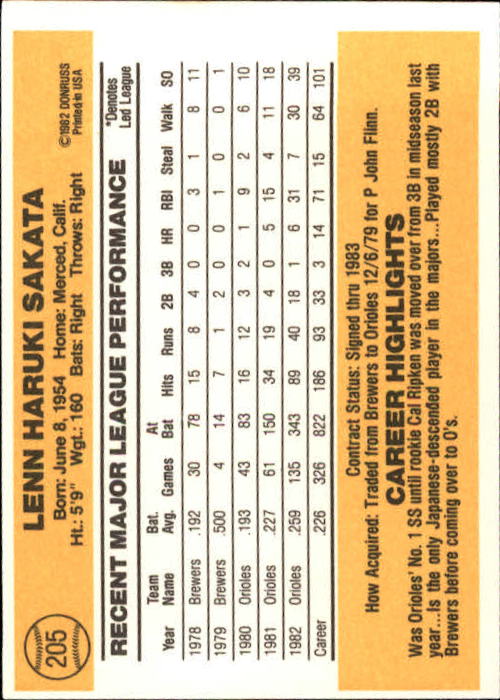 205
LENN HARUKI SAKATA
Born: June 8, 1954 Home: Merced, Calif.
Ht.: 5'9" Wgt.: 160 Bats: Right Throws: Right
©1982 DONRUSS
Printed in USA
RECENT MAJOR LEAGUE PERFORMANCE
*Denotes
Led League
Year Team Name Bat. Avg. Games At Bat Hits Runs 2B 3B HR RBI Steal Walk SO
1978 Brewers .192 30 78 15 8 4 0 0 3 1 8 11
1979 Brewers .500 4 14 7 1 2 0 0 1 0 0 1
1980 Orioles .193 43 83 16 12 3 2 1 9 2 6 10
1981 Orioles .227 61 150 34 19 4 0 5 15 4 11 18
1982 Orioles .259 135 343 89 40 18 1 6 31 7 30 39
Career .226 326 822 186 93 33 3 14 71 15 64 101
Contract Status: Signed thru 1983
How Acquired: Traded from Brewers to Orioles 12/6/79 for P John Flinn.
CAREER HIGHLIGHTS
Was Orioles' No. 1 SS until rookie Cal Ripken was moved over from 3B in midseason last
year...Is the only Japanese-descended player in the majors...Played mostly 2B with
Brewers before coming over to O's.